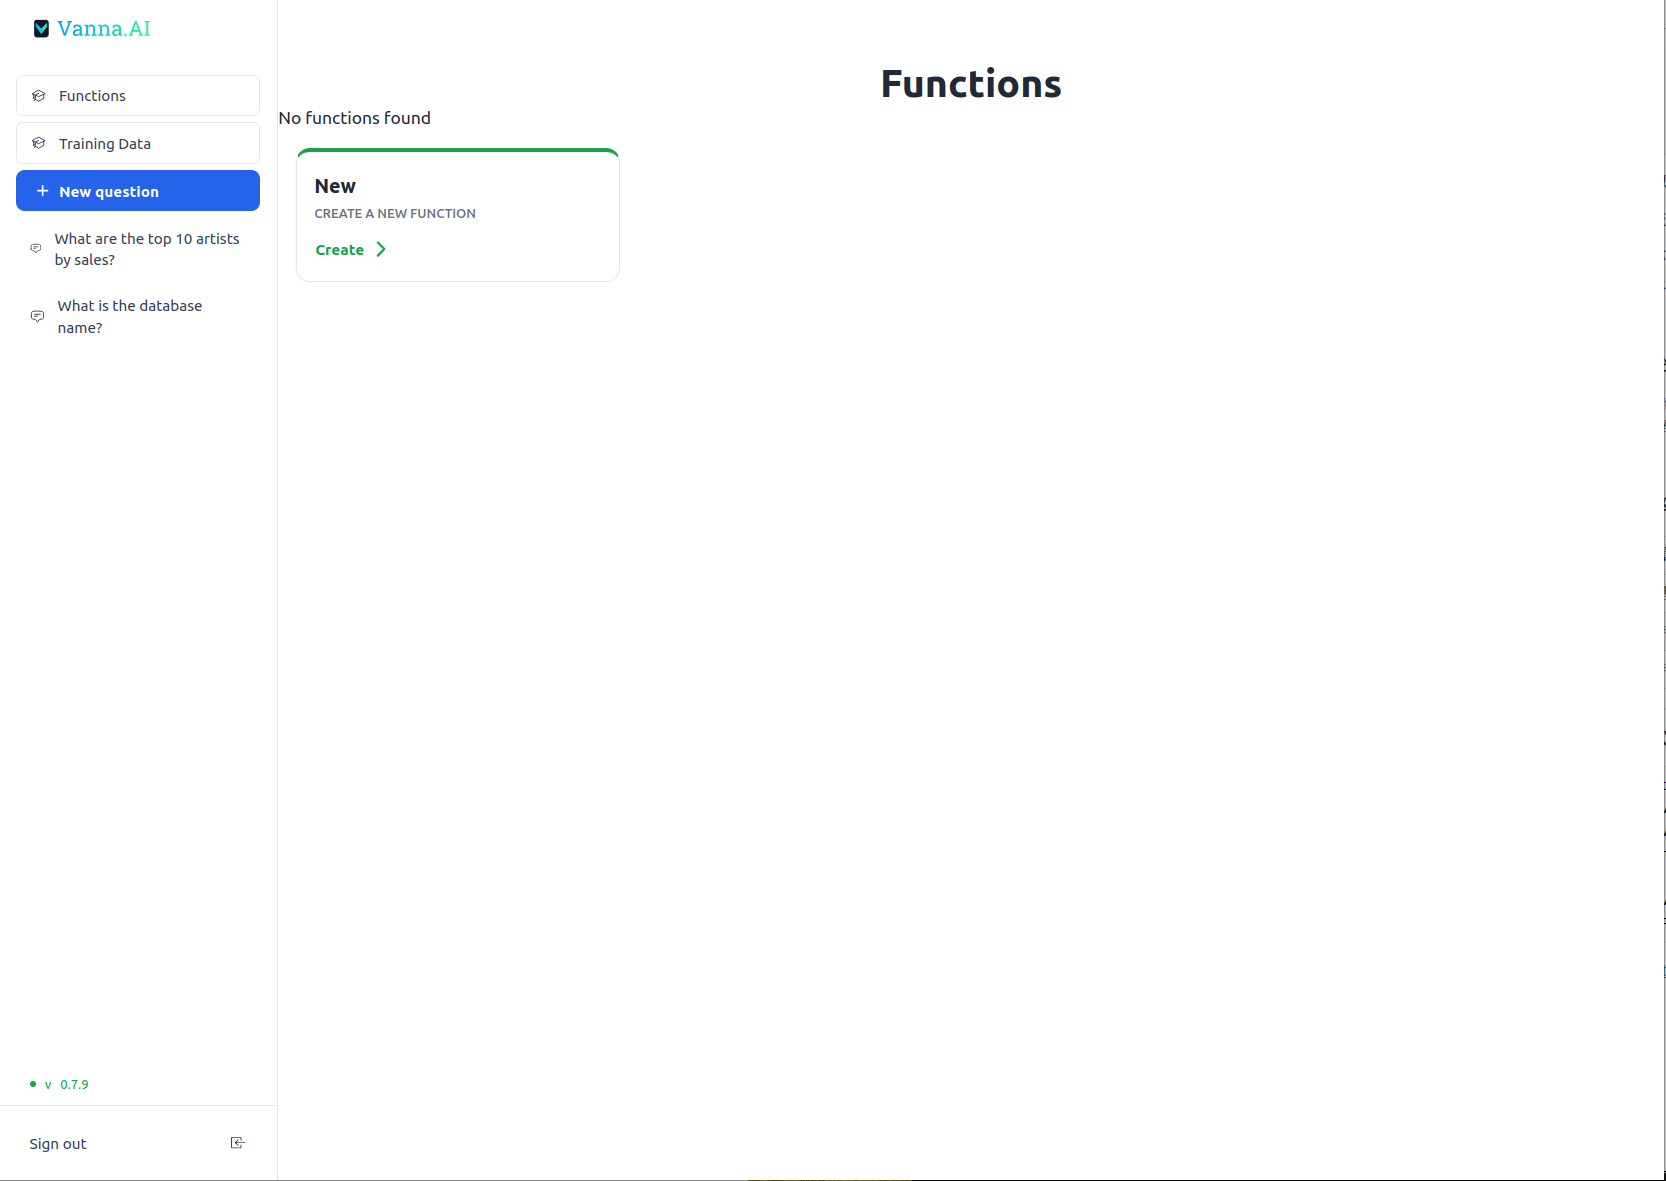 Vanna.AI
Functions
Training Data
New question
What are the top 10 artists
by sales?
What is the database
name?
v 0.7.9
Sign out
Functions
No functions found
New
CREATE A NEW FUNCTION
Create